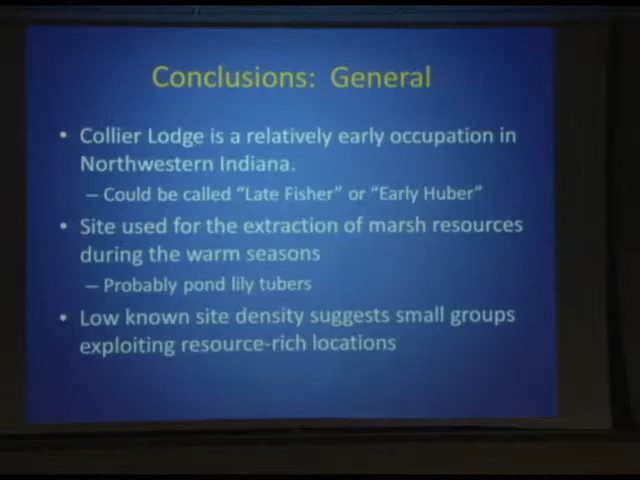 Conclusions: General
• Collier Lodge is a relatively early occupation in
Northwestern Indiana.
– Could be called “Late Fisher” or “Early Huber”
• Site used for the extraction of marsh resources
during the warm seasons
– Probably pond lily tubers
• Low known site density suggests small groups
exploiting resource-rich locations